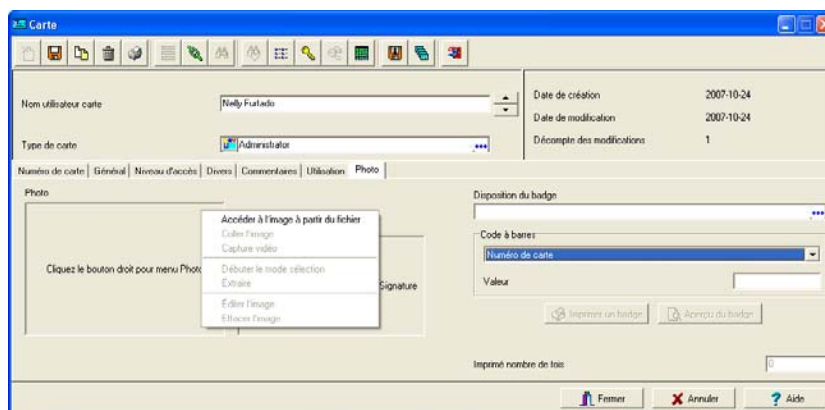 Carte
Nom utilisateur carte
Nelly Furtado
Type de carte
Administrator
Date de création 2007-10-24
Date de modification 2007-10-24
Décompte des modifications 1
Numéro de carte Général Niveau d'accès Divers Commentaires Utilisation Photo
Photo
Cliquez le bouton droit pour menu Photo
Accéder à l'image à partir du fichier
Coller l'image
Capture vidéo
Débuter le mode sélection
Extraire
Éditer l'image
Effacer l'image
Signature
Disposition du badge
Code à barres
Numéro de carte
Valeur
Imprimer un badge Aperçu du badge
Imprimé nombre de fois 0
Fermer Annuler Aide